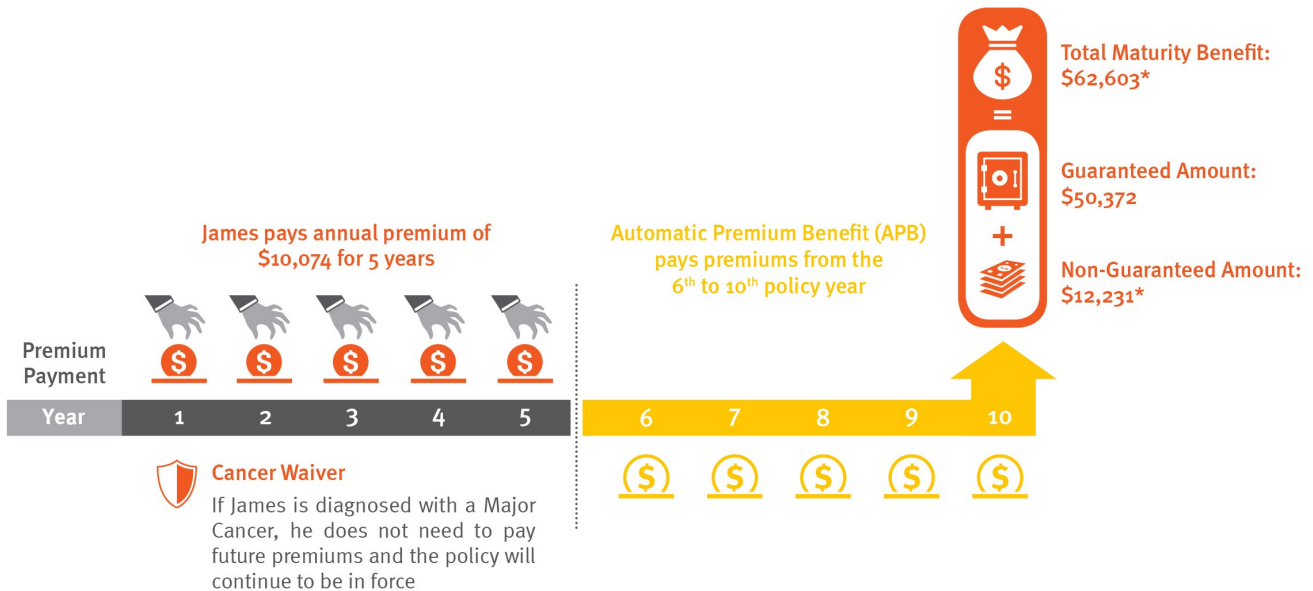 Total Maturity Benefit:
$62,603*
$
=
Guaranteed Amount:
$50,372
+
Non-Guaranteed Amount:
$12,231*
James pays annual premium of
$10,074 for 5 years
Automatic Premium Benefit (APB)
pays premiums from the
6th to 10th policy year
Premium
Payment
$ $ $ $ $
Year 1 2 3 4 5 6 7 8 9 10
$ $ $ $ $
Cancer Waiver
If James is diagnosed with a Major
Cancer, he does not need to pay
future premiums and the policy will
continue to be in force